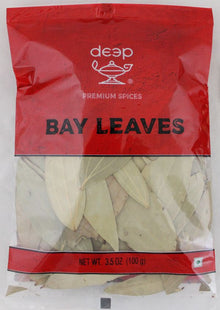 deep
®
PREMIUM SPICES
BAY LEAVES
NET WT. 3.5 OZ (100 g)